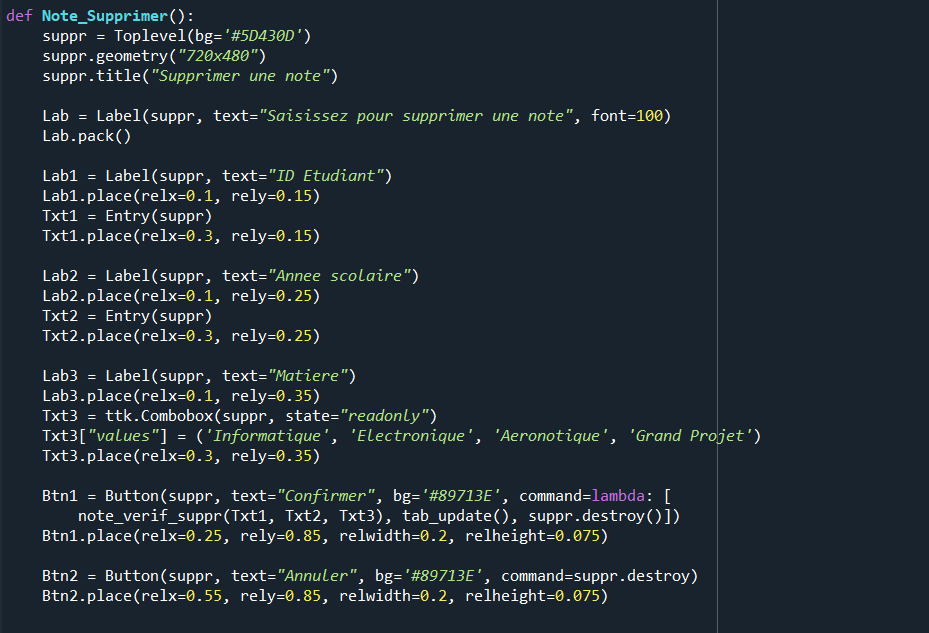 def Note_Supprimer():
    suppr = Toplevel(bg='#5D430D')
    suppr.geometry("720x480")
    suppr.title("Supprimer une note")

    Lab = Label(suppr, text="Saisissez pour supprimer une note", font=100)
    Lab.pack()

    Lab1 = Label(suppr, text="ID Etudiant")
    Lab1.place(relx=0.1, rely=0.15)
    Txt1 = Entry(suppr)
    Txt1.place(relx=0.3, rely=0.15)

    Lab2 = Label(suppr, text="Annee scolaire")
    Lab2.place(relx=0.1, rely=0.25)
    Txt2 = Entry(suppr)
    Txt2.place(relx=0.3, rely=0.25)

    Lab3 = Label(suppr, text="Matiere")
    Lab3.place(relx=0.1, rely=0.35)
    Txt3 = ttk.Combobox(suppr, state="readonly")
    Txt3["values"] = ('Informatique', 'Electronique', 'Aeronotique', 'Grand Projet')
    Txt3.place(relx=0.3, rely=0.35)

    Btn1 = Button(suppr, text="Confirmer", bg='#89713E', command=lambda: [
        note_verif_suppr(Txt1, Txt2, Txt3), tab_update(), suppr.destroy()])
    Btn1.place(relx=0.25, rely=0.85, relwidth=0.2, relheight=0.075)

    Btn2 = Button(suppr, text="Annuler", bg='#89713E', command=suppr.destroy)
    Btn2.place(relx=0.55, rely=0.85, relwidth=0.2, relheight=0.075)